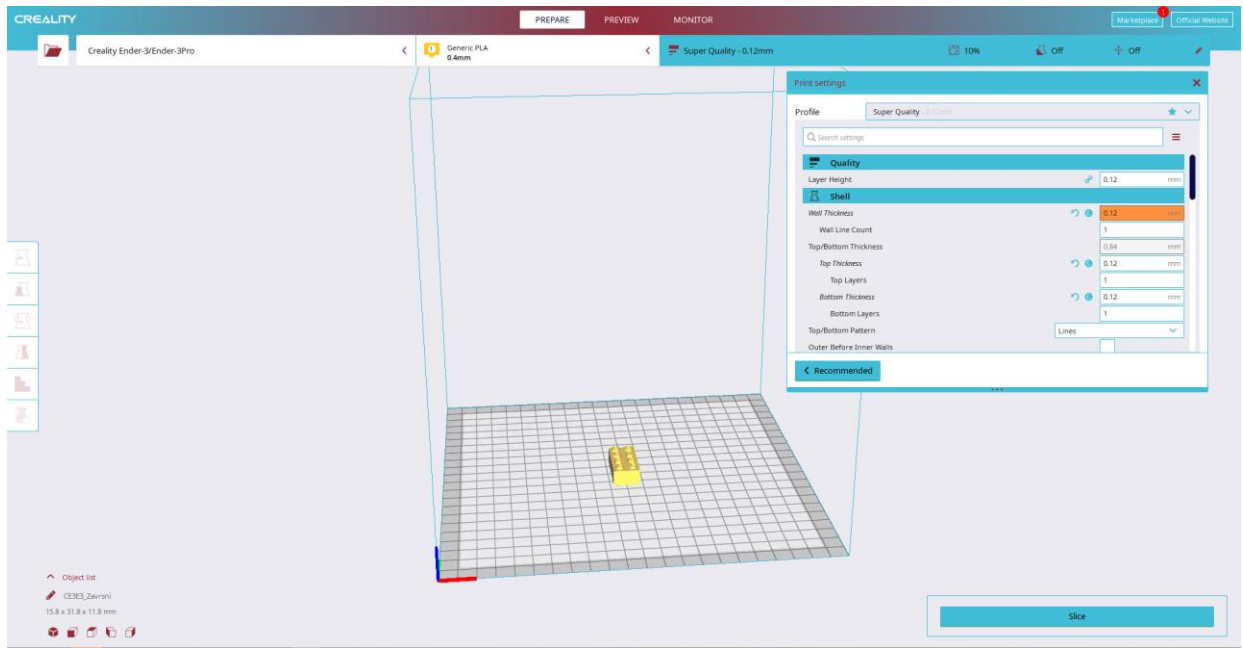 CREALITY
PREPARE PREVIEW MONITOR
Marketplace 1 Official Website
Creality Ender-3/Ender-3Pro
1 Generic PLA
0.4mm
Super Quality - 0.12mm 10% Off Off
Print settings
Profile Super Quality - 0.12mm
Search settings
Quality
Layer Height 0.12 mm
Shell
Wall Thickness 0.12 mm
Wall Line Count 1
Top/Bottom Thickness 0.84 mm
Top Thickness 0.12 mm
Top Layers 1
Bottom Thickness 0.12 mm
Bottom Layers 1
Top/Bottom Pattern Lines
Outer Before Inner Walls
Recommended
Object list
CE3E3_Zavrsni
15.8 x 31.8 x 11.8 mm
Slice